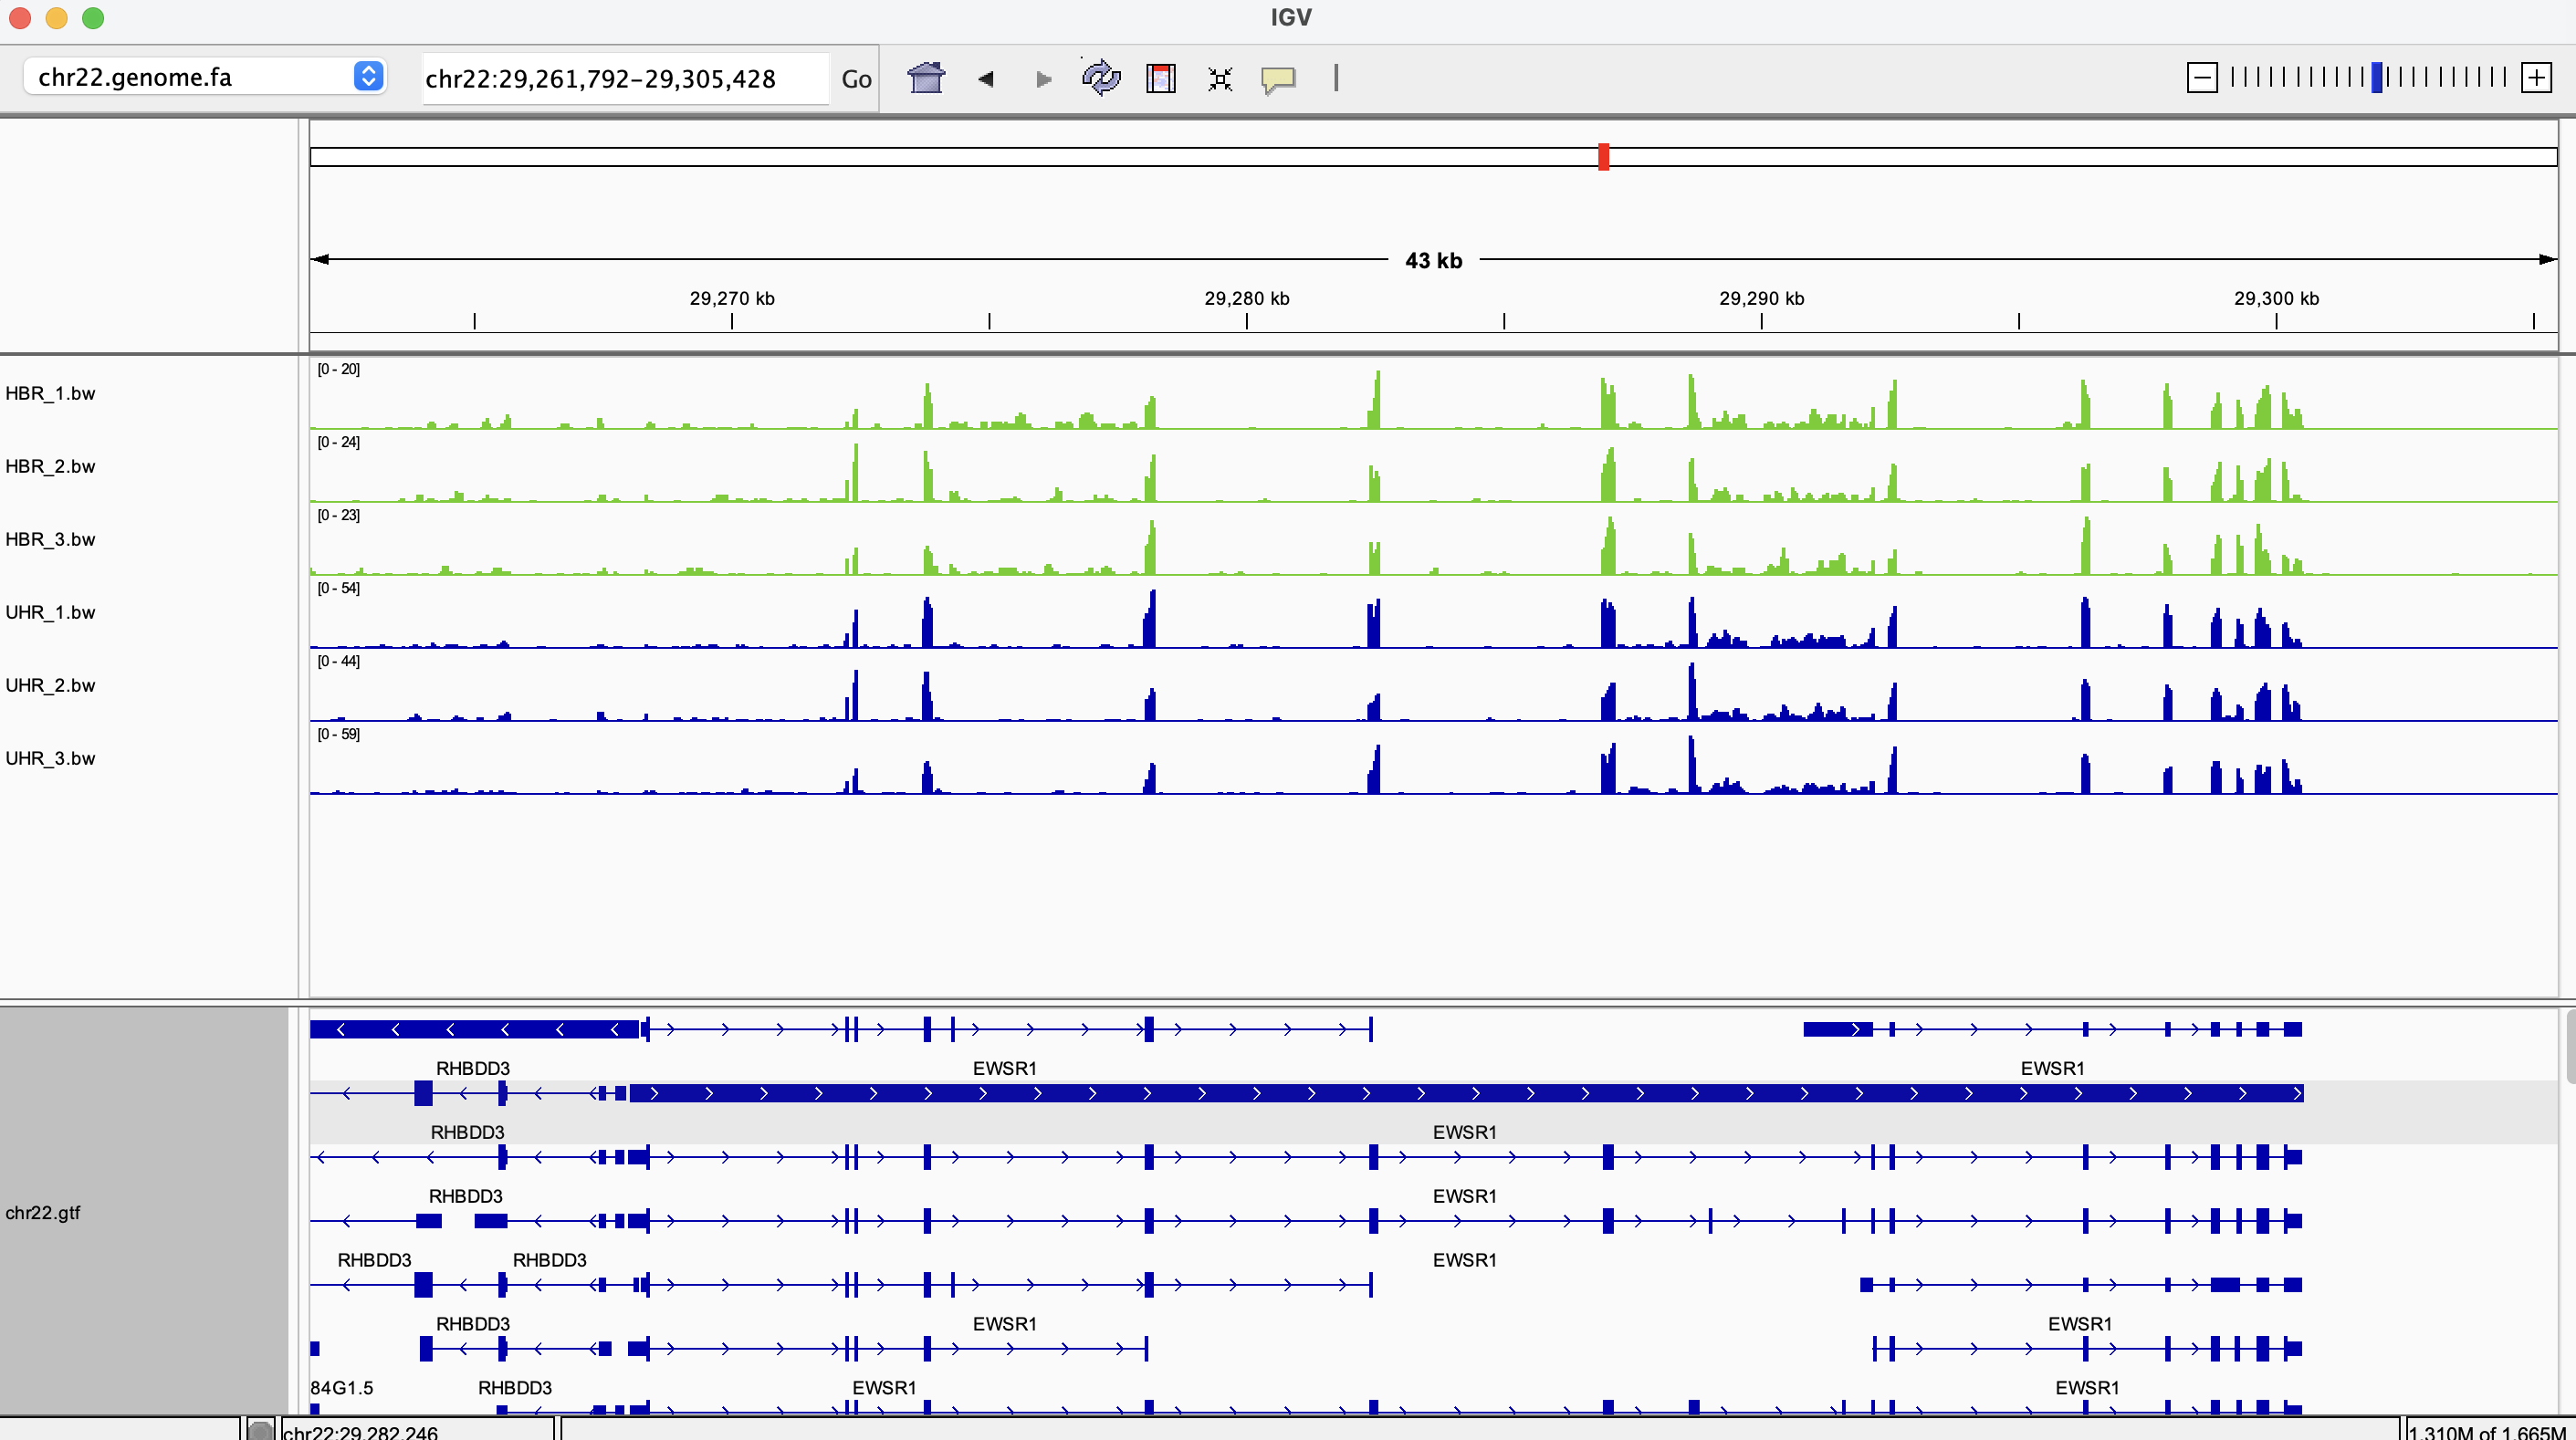 IGV
chr22.genome.fa
chr22:29,261,792-29,305,428
Go
43 kb
29,270 kb 29,280 kb 29,290 kb 29,300 kb
HBR_1.bw [0 - 20]
HBR_2.bw [0 - 24]
HBR_3.bw [0 - 23]
UHR_1.bw [0 - 54]
UHR_2.bw [0 - 44]
UHR_3.bw [0 - 59]
chr22.gtf
RHBDD3 EWSR1 EWSR1
RHBDD3 EWSR1
RHBDD3 EWSR1
RHBDD3 RHBDD3 EWSR1
RHBDD3 EWSR1 EWSR1
84G1.5 RHBDD3 EWSR1 EWSR1
chr22:29,282,246
1,310M of 1,665M